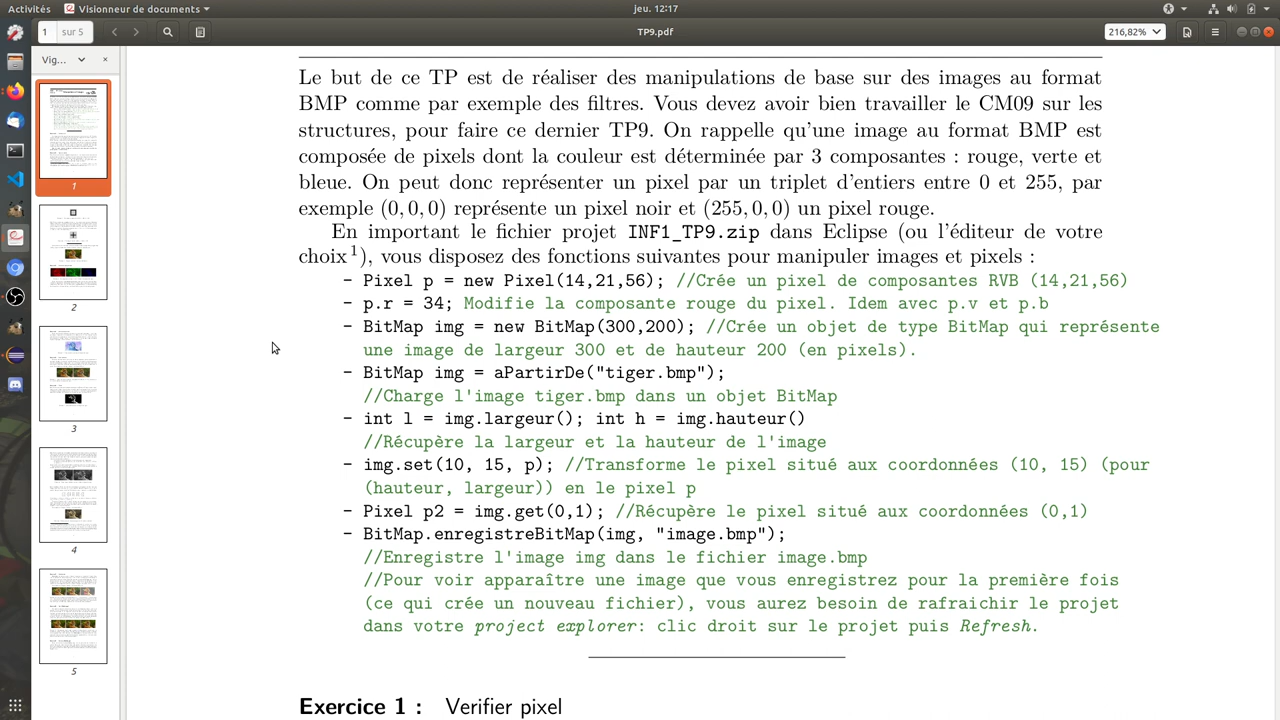 Activités
Visionneur de documents
jeu. 12:17
1 sur 5
TP9.pdf
216,82%
Vig...
Le but de ce TP est de réaliser des manipulations de base sur des images au format
BMP comme par exemple des filtres. Vous devez avoir bien travailler le CM09 sur les
structures, pour faire ce dernier TP9. On rappelle qu'une image au format BMP est
composée de pixels dont la couleur est déterminée par 3 composantes : rouge, verte et
bleue. On peut donc représenter un pixel par un triplet d'entiers entre 0 et 255, par
exemple (0, 0, 0) représente un pixel noir et (255, 0, 0) un pixel rouge.
En important le fichier projet INF1_TP9.zip dans Eclipse (ou l'éditeur de votre
choix 1), vous disposez des fonctions suivantes pour manipuler images et pixels :
- Pixel p = new Pixel(14,21,56); //Crée un pixel de composantes RVB (14,21,56)
- p.r = 34; Modifie la composante rouge du pixel. Idem avec p.v et p.b
- BitMap img = new BitMap(300,200); //Crée un objet de type BitMap qui représente
une image de largeur 300 et de hauteur 200 (en pixels).
- BitMap img = aPartirDe("tiger.bmp");
//Charge l'image tiger.bmp dans un objet BitMap
- int l = img.largeur(); int h = img.hauteur()
//Récupère la largeur et la hauteur de l'image
- img.set(10, 15, p); //Transforme le pixel situé aux coordonnées (10, 15) (pour
(hauteur, largeur)) en le pixel p
- Pixel p2 = img.get(0,1); //Récupère le pixel situé aux coordonnées (0,1)
- BitMap.enregistreBitMap(img, "image.bmp");
//Enregistre l'image img dans le fichier image.bmp
//Pour voir apparaître une image que vous enregistrez pour la première fois
(ce qui crée un nouveau fichier), vous aurez besoin de rafraichir le projet
dans votre project explorer: clic droit sur le projet puis Refresh.
Exercice 1 : Verifier pixel
1
2
3
4
5